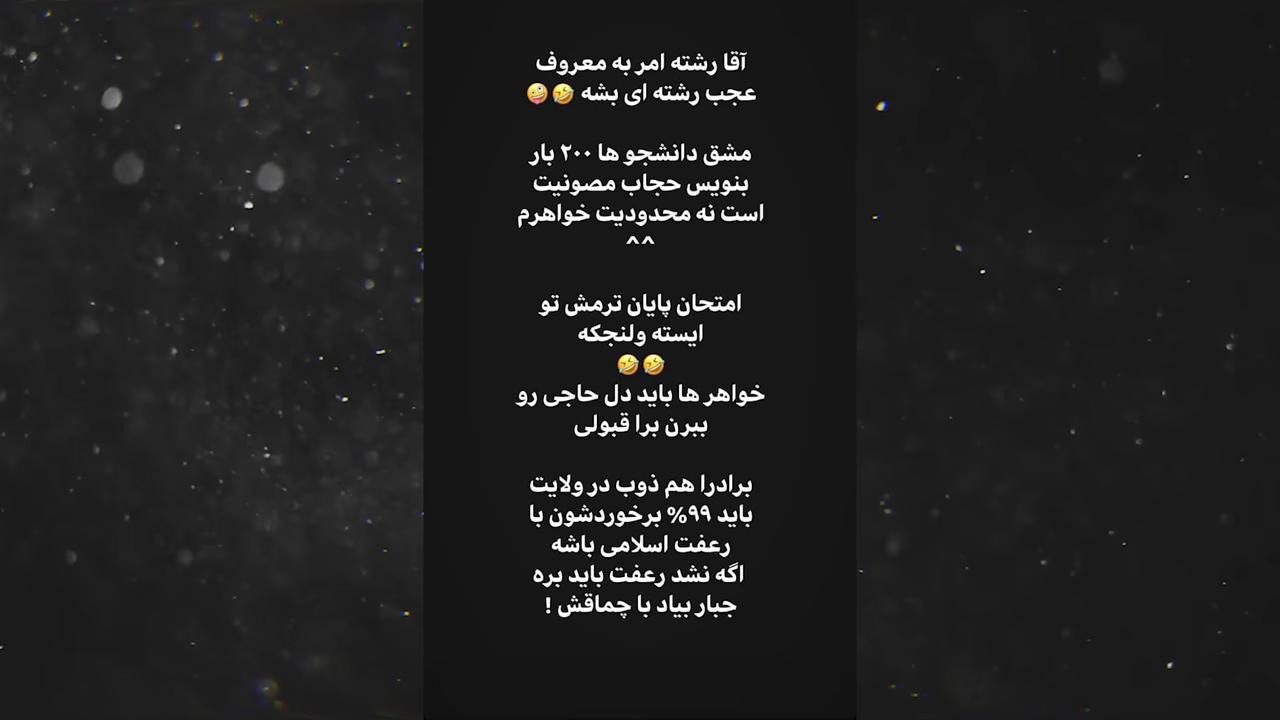 آقا رشته امر به معروف
عجب رشته ای بشه 🤣🤪
مشق دانشجو ها ۲۰۰ بار
بنویس حجاب مصونیت
است نه محدودیت خواهرم
^^
امتحان پایان ترمش تو
ایسته ولنجکه
🤣🤣
خواهر ها باید دل حاجی رو
ببرن برا قبولی
برادرا هم ذوب در ولایت
باید ۹۹% برخوردشون با
رعفت اسلامی باشه
اگه نشد رعفت باید بره
جبار بیاد با چماقش !